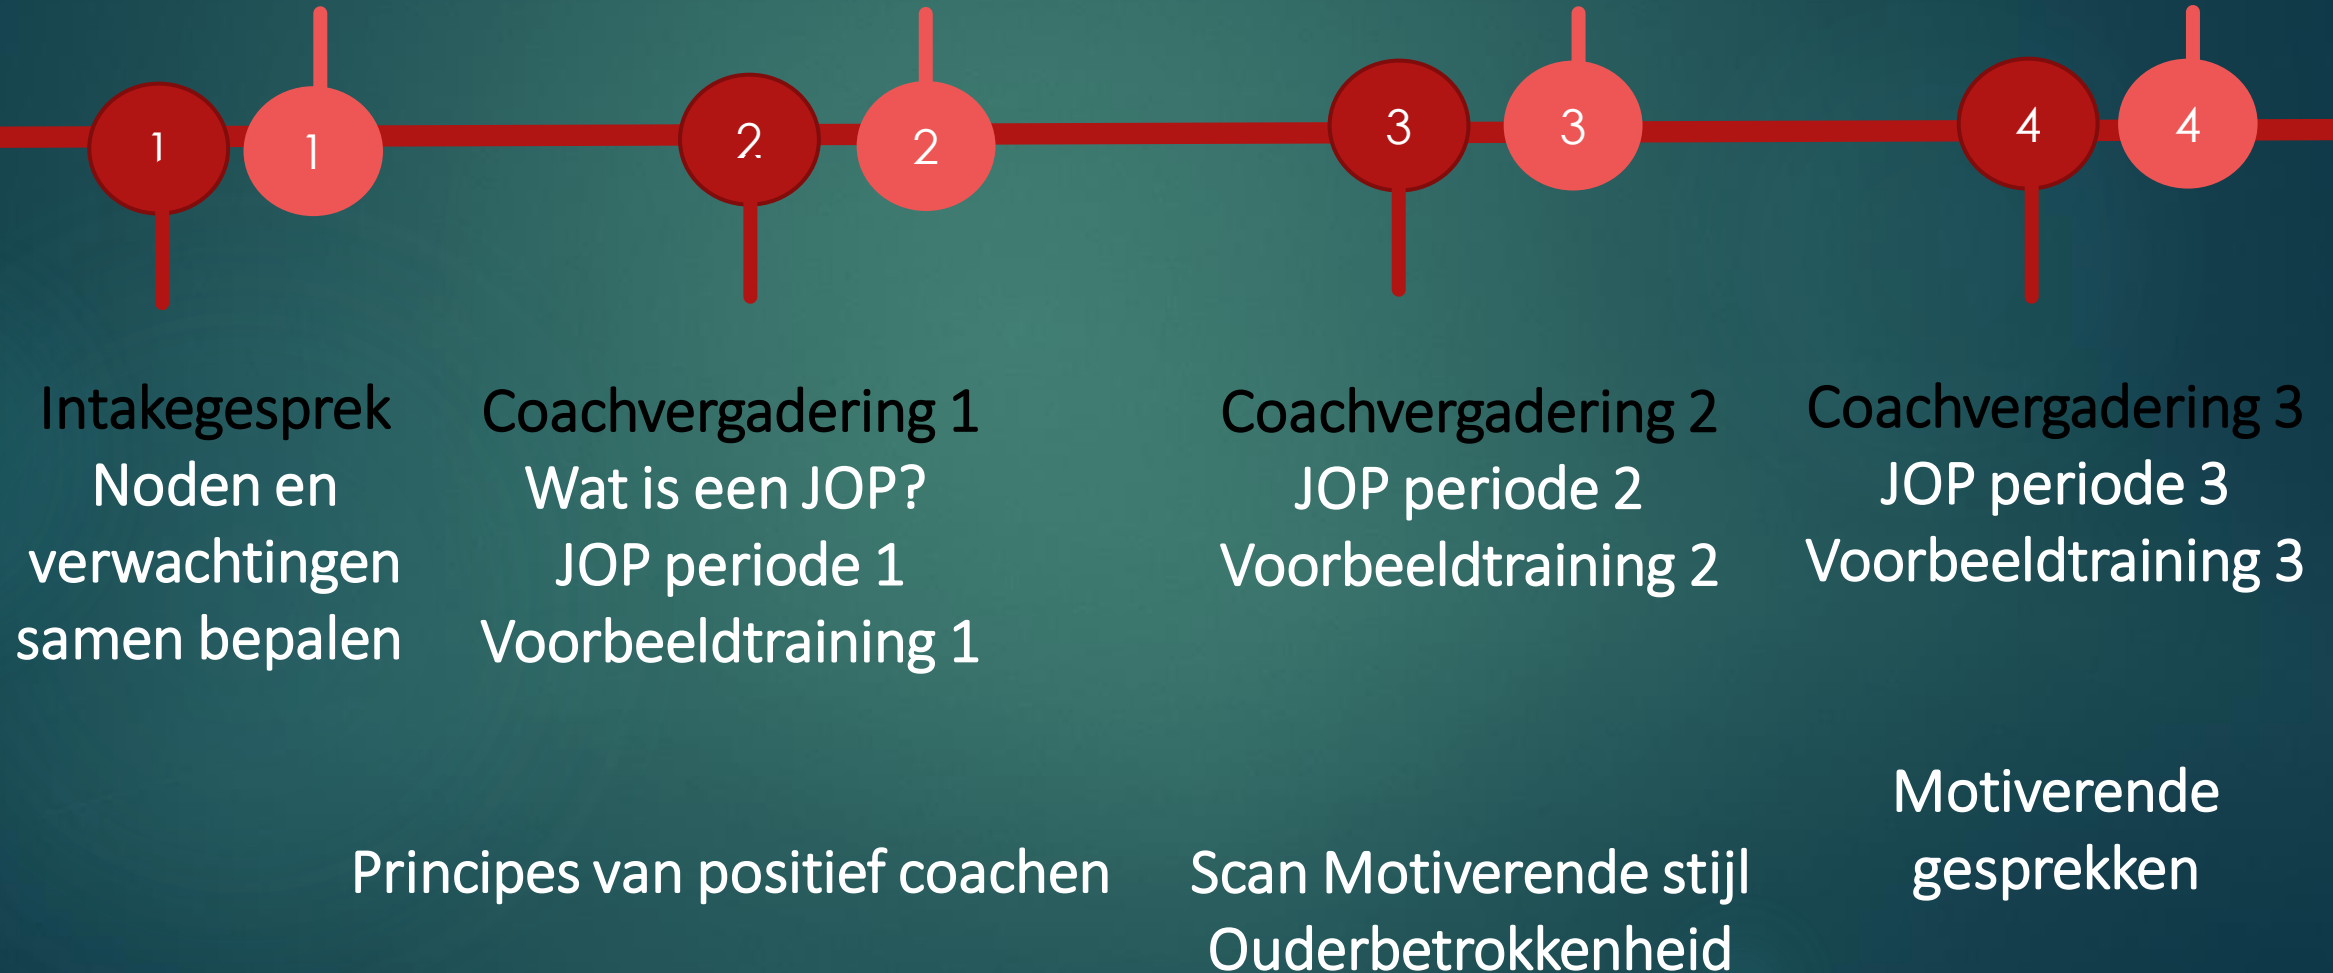 1
1
2
2
3
3
4
4
Intakegesprek
Noden en
verwachtingen
samen bepalen
Coachvergadering 1
Wat is een JOP?
JOP periode 1
Voorbeeldtraining 1
Coachvergadering 2
JOP periode 2
Voorbeeldtraining 2
Coachvergadering 3
JOP periode 3
Voorbeeldtraining 3
Principes van positief coachen
Scan Motiverende stijl
Ouderbetrokkenheid
Motiverende
gesprekken